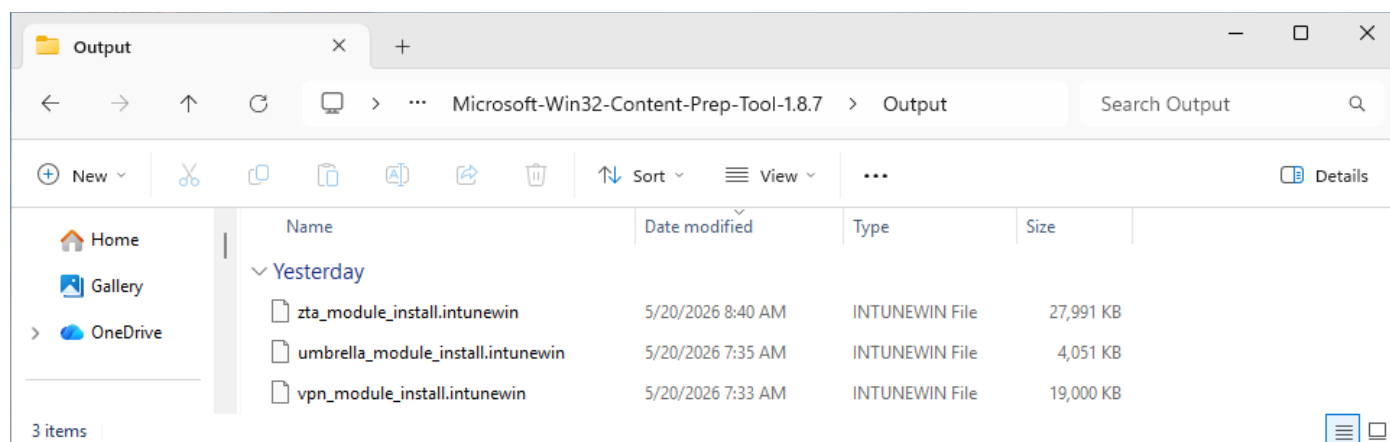 Output
Microsoft-Win32-Content-Prep-Tool-1.8.7 > Output Search Output
New Sort View Details
Name Date modified Type Size
Home
Gallery
OneDrive
Yesterday
zta_module_install.intunewin 5/20/2026 8:40 AM INTUNEWIN File 27,991 KB
umbrella_module_install.intunewin 5/20/2026 7:35 AM INTUNEWIN File 4,051 KB
vpn_module_install.intunewin 5/20/2026 7:33 AM INTUNEWIN File 19,000 KB
3 items